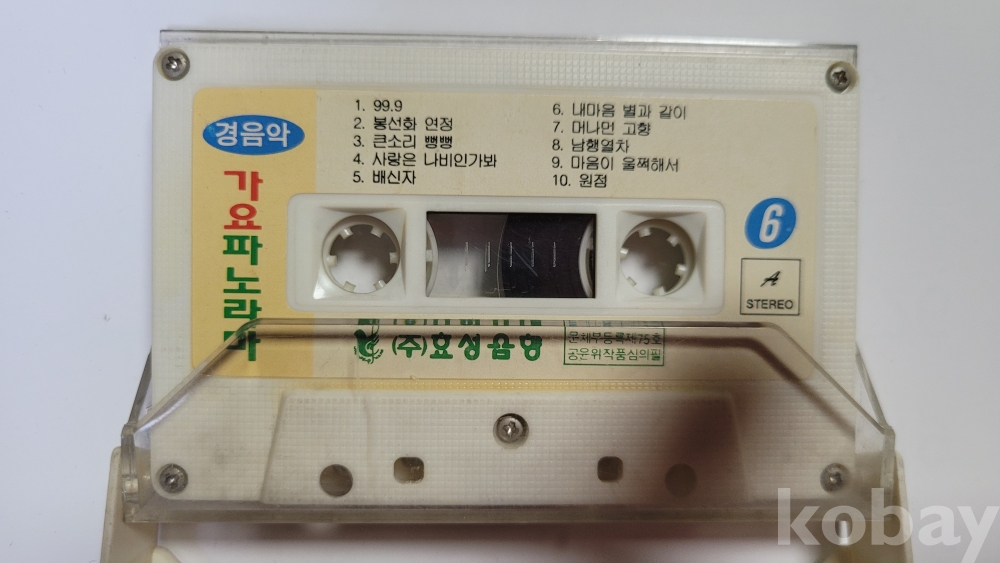 경음악
가요파노라마
1. 99.9
2. 봉선화 연정
3. 큰소리 뻥뻥
4. 사랑은 나비인가봐
5. 배신자
6. 내마음 별과 같이
7. 머나먼 고향
8. 남행열차
9. 마음이 울쩍해서
10. 원점
6
A
STEREO
(주)효성음향
문화부등록제75호
공문위작품심의필
kobay